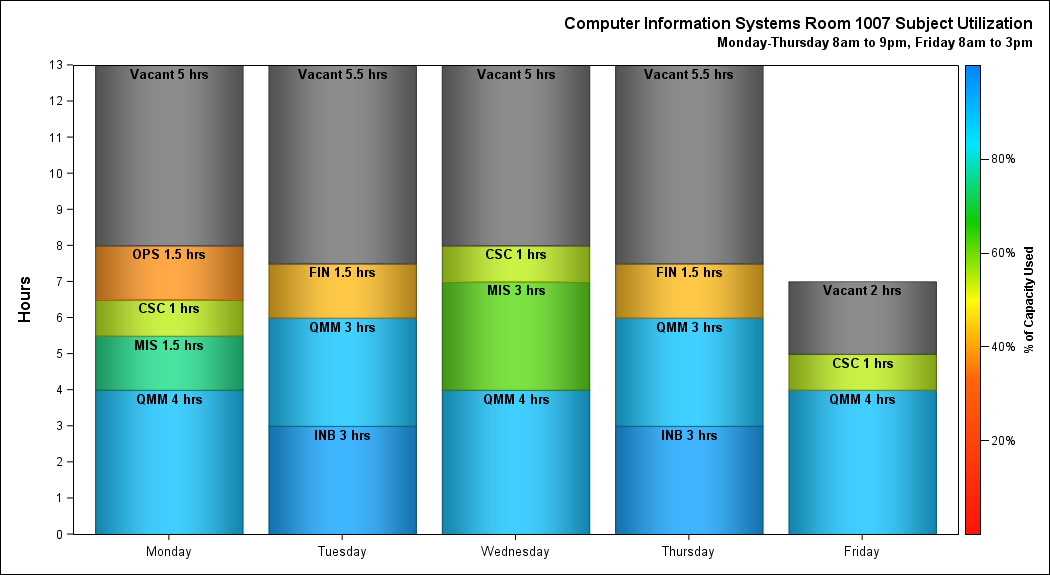 Computer Information Systems Room 1007 Subject Utilization
Monday-Thursday 8am to 9pm, Friday 8am to 3pm
Hours
13
12
11
10
9
8
7
6
5
4
3
2
1
0
Vacant 5 hrs
OPS 1.5 hrs
CSC 1 hrs
MIS 1.5 hrs
QMM 4 hrs
Vacant 5.5 hrs
FIN 1.5 hrs
QMM 3 hrs
INB 3 hrs
Vacant 5 hrs
CSC 1 hrs
MIS 3 hrs
QMM 4 hrs
Vacant 5.5 hrs
FIN 1.5 hrs
QMM 3 hrs
INB 3 hrs
Vacant 2 hrs
CSC 1 hrs
QMM 4 hrs
Monday
Tuesday
Wednesday
Thursday
Friday
80%
60%
40%
20%
% of Capacity Used